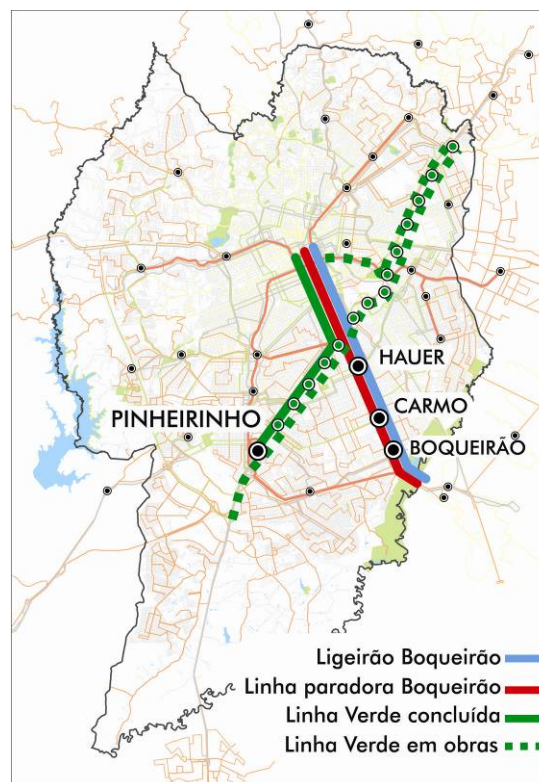 HAUER
CARMO
PINHEIRINHO
BOQUEIRÃO
Ligeirão Boqueirão
Linha paradora Boqueirão
Linha Verde concluída
Linha Verde em obras